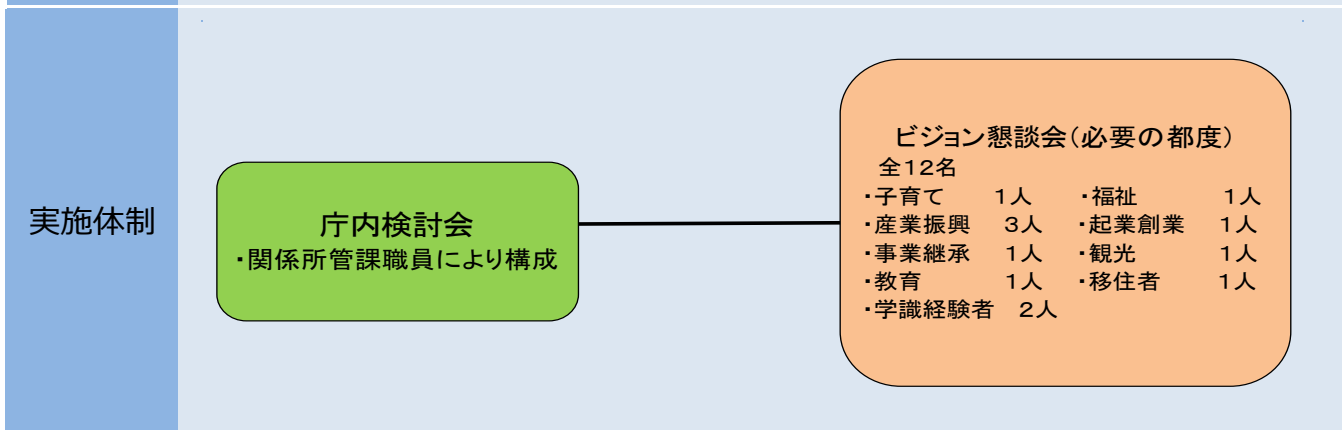 実施体制
庁内検討会
・関係所管課職員により構成
ビジョン懇談会(必要の都度)
全12名
・子育て 1人 ・福祉 1人
・産業振興 3人 ・起業創業 1人
・事業継承 1人 ・観光 1人
・教育 1人 ・移住者 1人
・学識経験者 2人